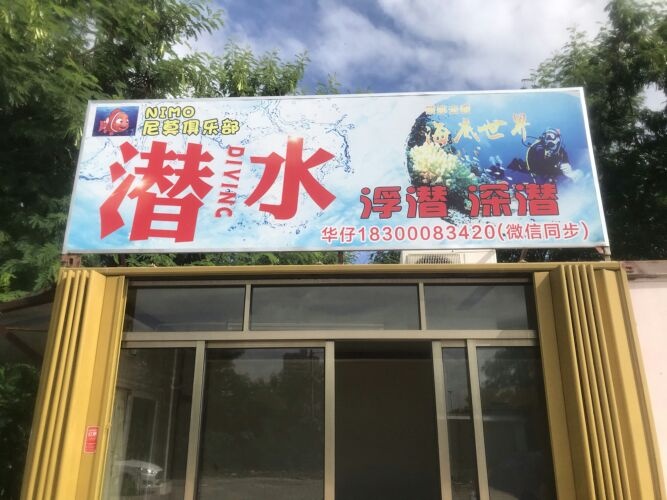 NIMO
尼莫俱乐部
潜水
DIVING
海底世界
浮潜 深潜
华仔18300083420(微信同步)